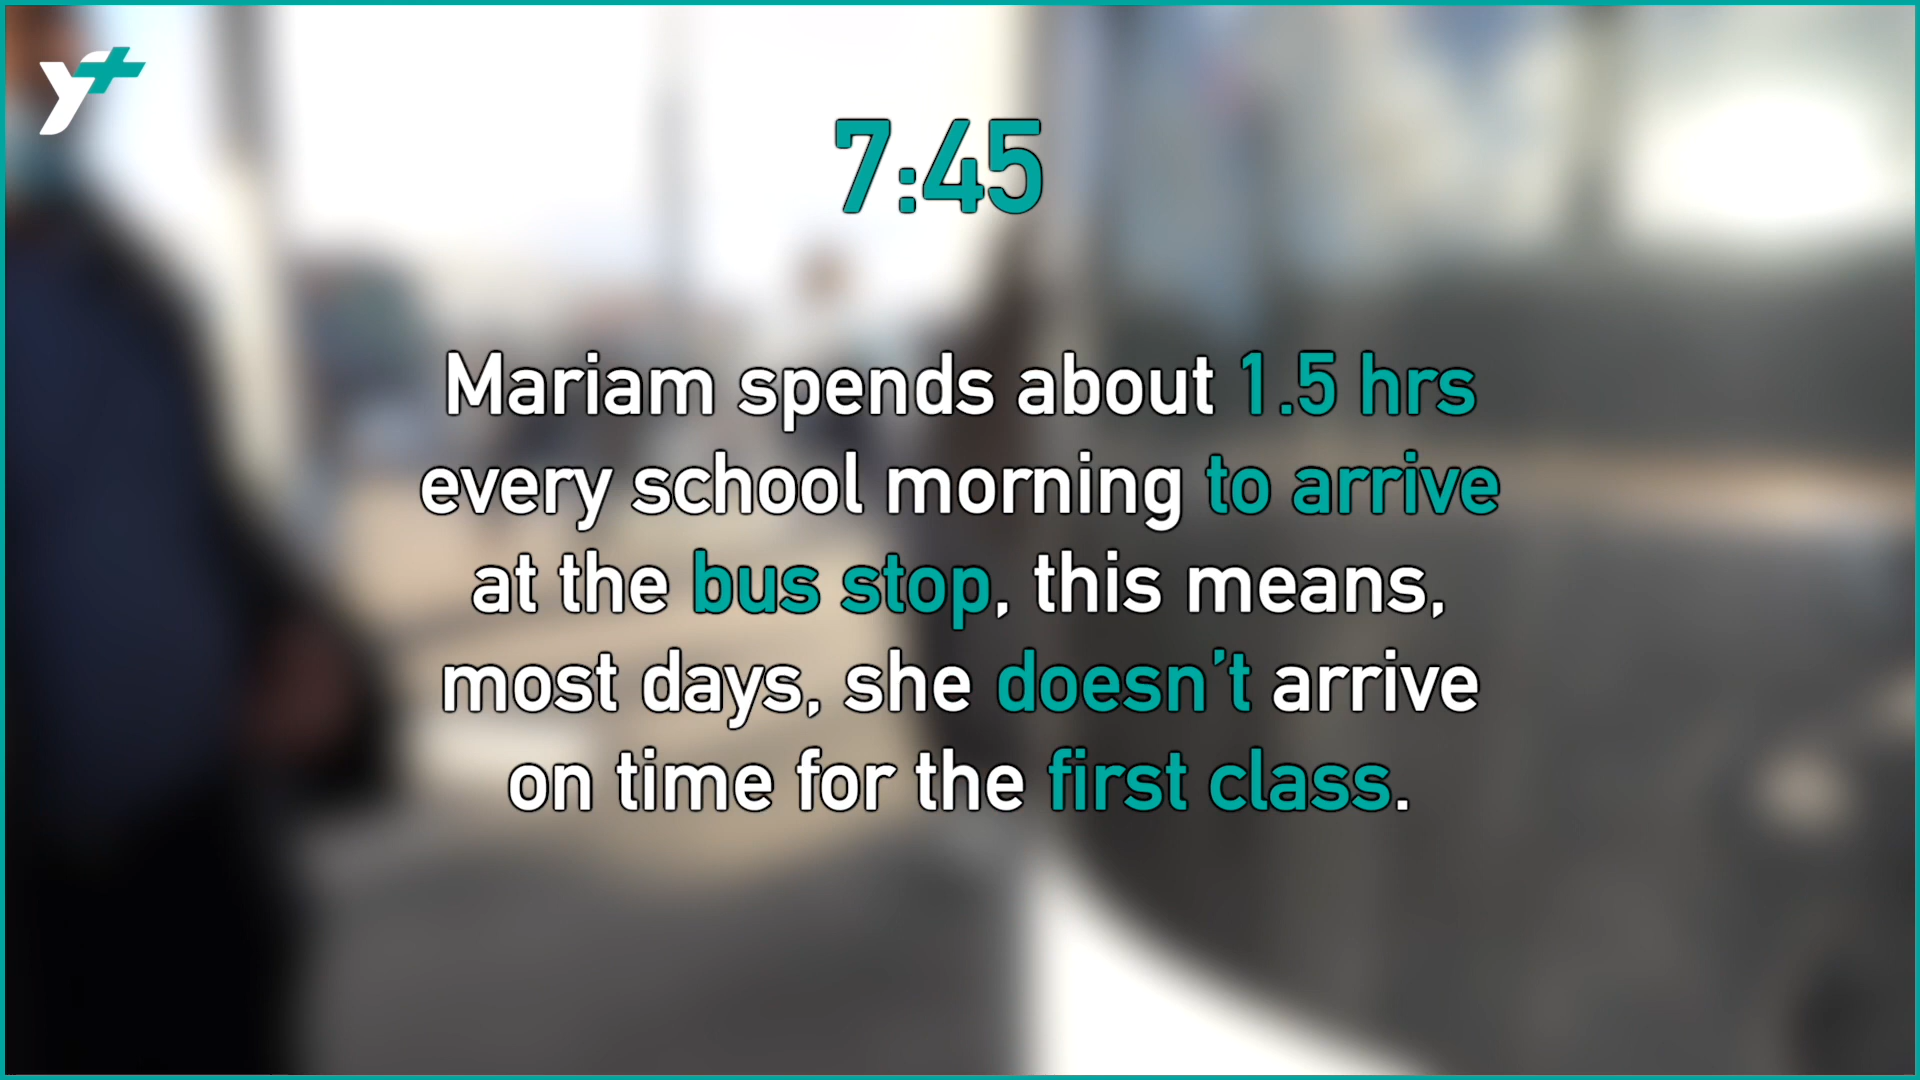 y+
7:45
Mariam spends about 1.5 hrs
every school morning to arrive
at the bus stop, this means,
most days, she doesn't arrive
on time for the first class.